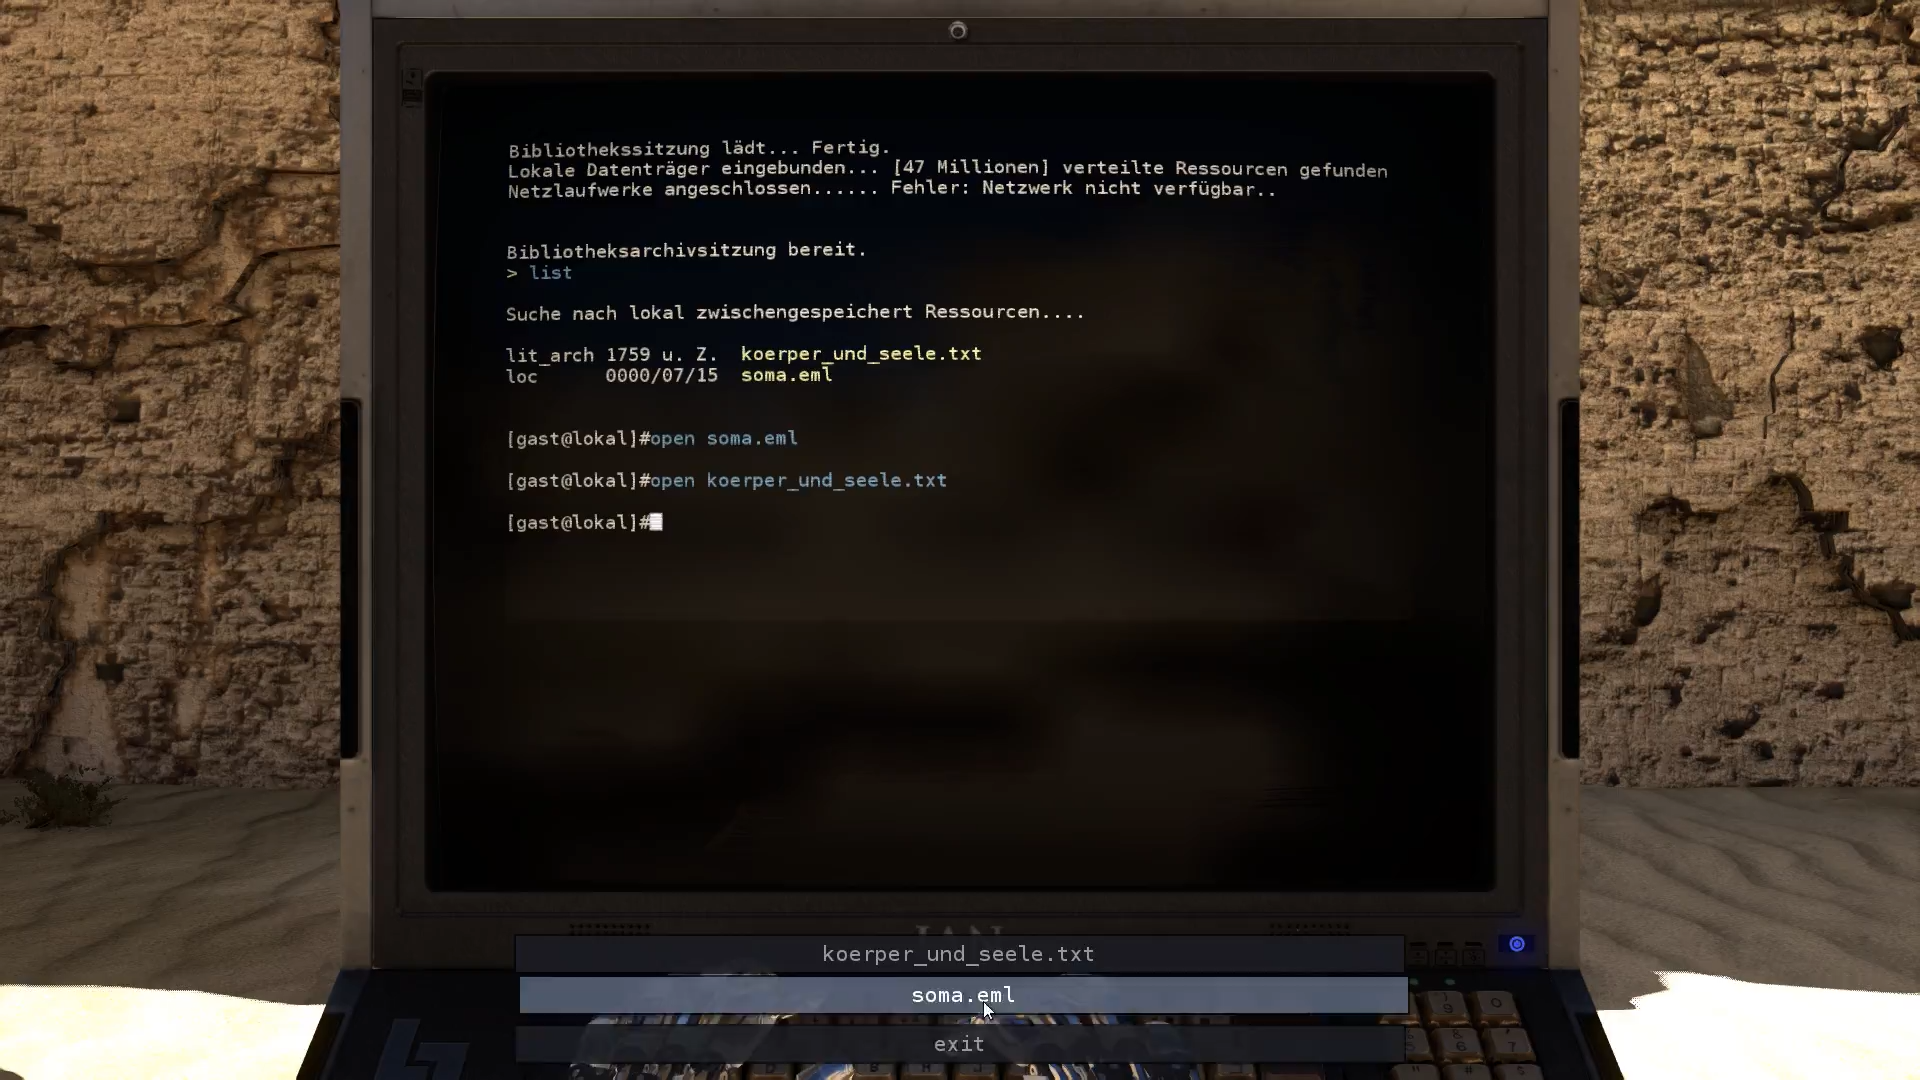 Bibliothekssitzung lädt... Fertig.
Lokale Datenträger eingebunden... [47 Millionen] verteilte Ressourcen gefunden
Netzlaufwerke angeschlossen...... Fehler: Netzwerk nicht verfügbar..
Bibliotheksarchivsitzung bereit.
> list
Suche nach lokal zwischengespeichert Ressourcen....
lit_arch 1759 u. Z. koerper_und_seele.txt
loc 0000/07/15 soma.eml
[gast@lokal]#open soma.eml
[gast@lokal]#open koerper_und_seele.txt
[gast@lokal]#
koerper_und_seele.txt
soma.eml
exit